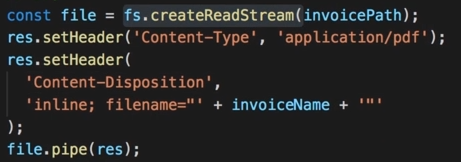 const file = fs.createReadStream(invoicePath);
res.setHeader('Content-Type', 'application/pdf');
res.setHeader(
'Content-Disposition',
'inline; filename="' + invoiceName + '"'
);
file.pipe(res);